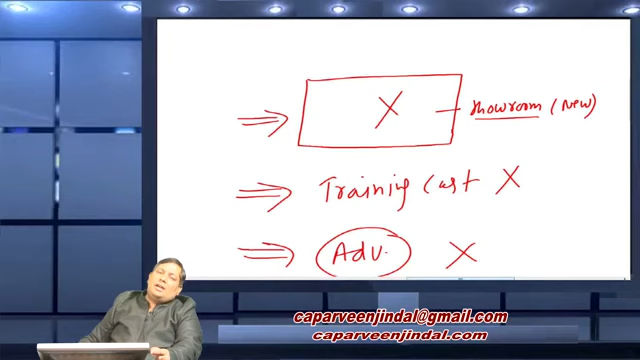 ⇒ X — showroom (New)
⇒ Training Cost X
⇒ Adv. X
caparveenjindal@gmail.com
caparveenjindal.com